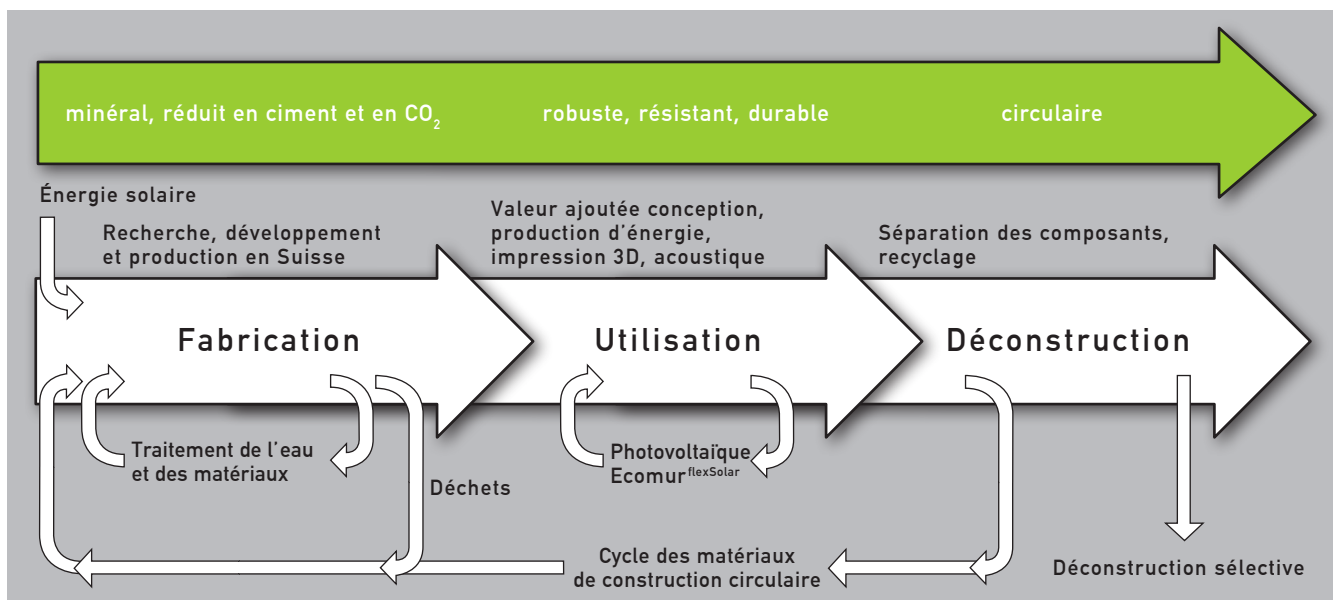 minéral, réduit en ciment et en CO₂
robuste, résistant, durable
circulaire
Énergie solaire
Recherche, développement
et production en Suisse
Valeur ajoutée conception,
production d'énergie,
impression 3D, acoustique
Séparation des composants,
recyclage
Fabrication
Utilisation
Déconstruction
Traitement de l'eau
et des matériaux
Déchets
Photovoltaïque
Ecomur flexSolar
Cycle des matériaux
de construction circulaire
Déconstruction sélective